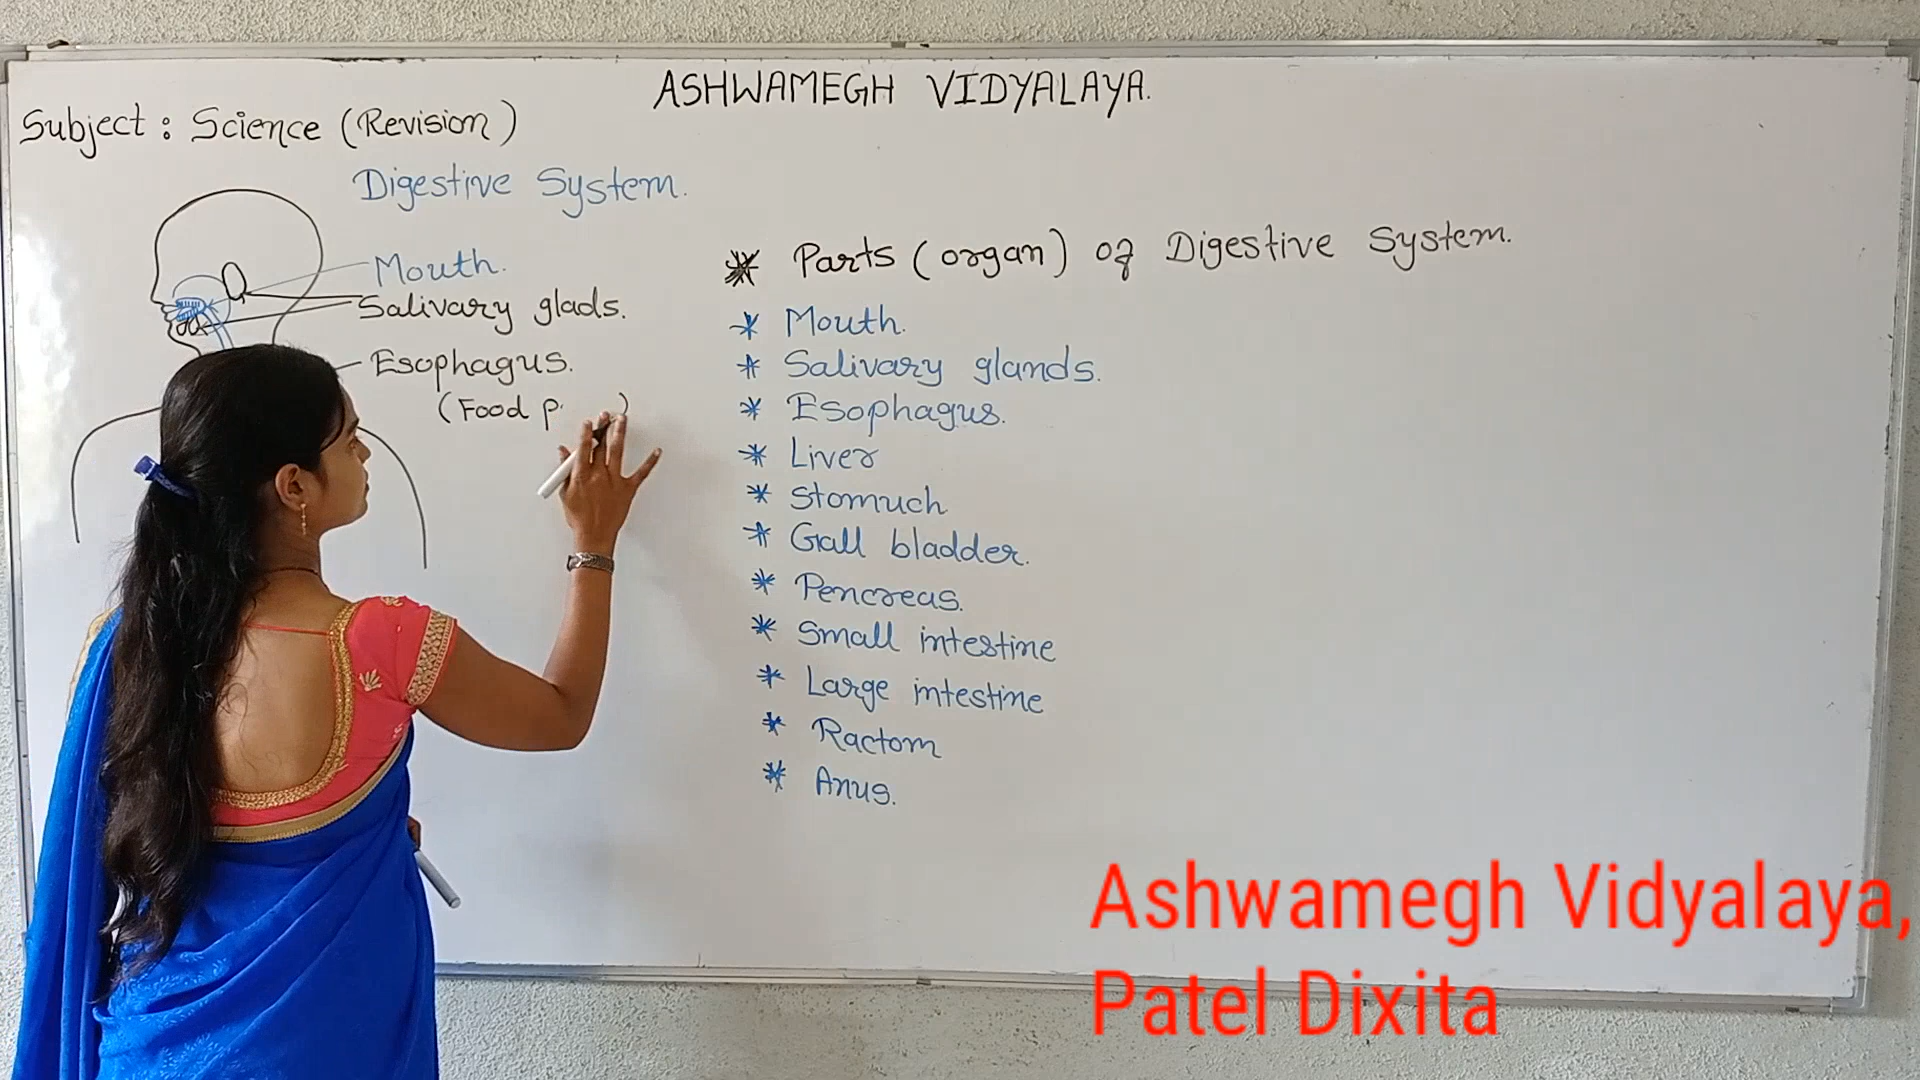 ASHWAMEGH VIDYALAYA.
Subject : Science (Revision)
Digestive System.
Mouth.
Salivary glads.
Esophagus.
(Food
* Parts (organ) of Digestive System.
* Mouth.
* Salivary glands.
* Esophagus.
* Liver
* Stomuch
* Gall bladder.
* Pencreas.
* Small intestine
* Large intestine
* Ractom
* Anus.
Ashwamegh Vidyalaya,
Patel Dixita